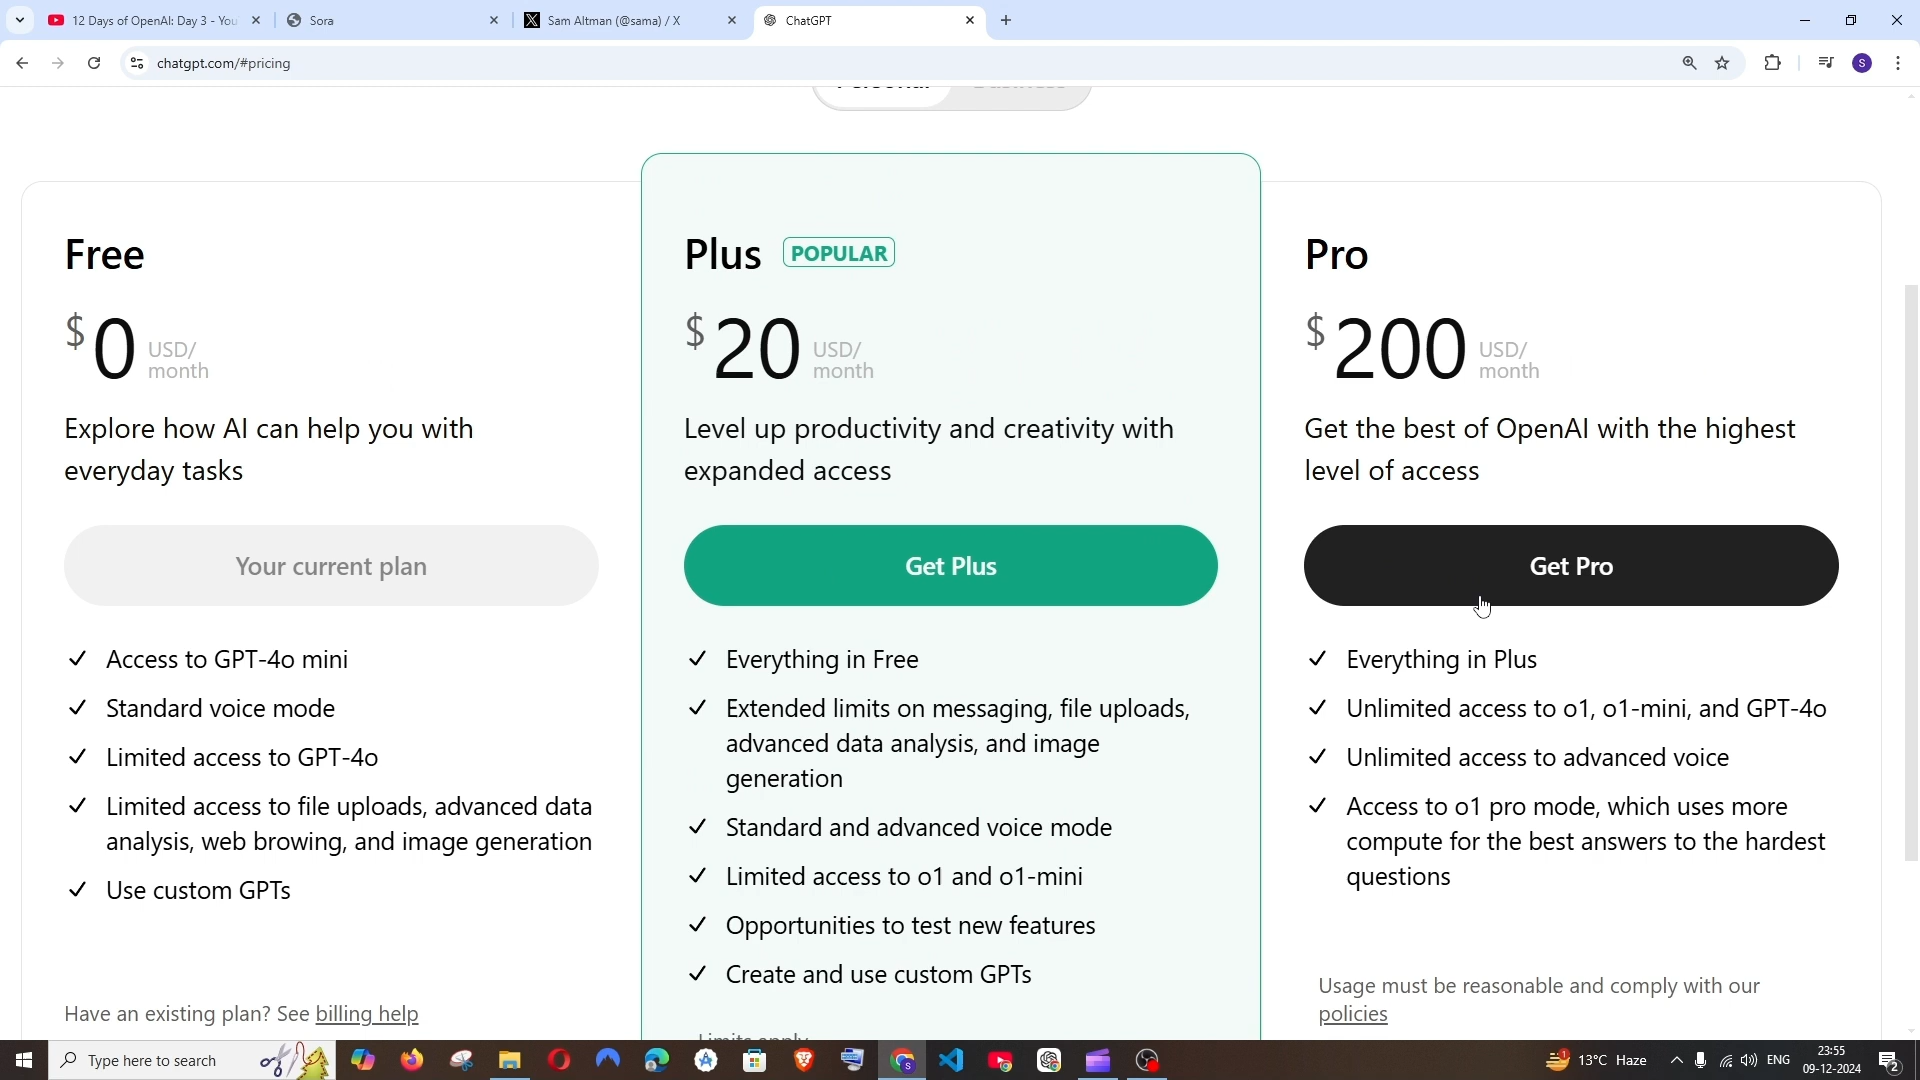 12 Days of OpenAI: Day 3 - You
Sora
Sam Altman (@sama) / X
ChatGPT
chatgpt.com/#pricing
S
Personal
Business
Free
$ 0 USD/
month
Explore how AI can help you with
everyday tasks
Your current plan
Access to GPT-4o mini
Standard voice mode
Limited access to GPT-4o
Limited access to file uploads, advanced data
analysis, web browsing, and image generation
Use custom GPTs
Have an existing plan? See billing help
Plus POPULAR
$ 20 USD/
month
Level up productivity and creativity with
expanded access
Get Plus
Everything in Free
Extended limits on messaging, file uploads,
advanced data analysis, and image
generation
Standard and advanced voice mode
Limited access to o1 and o1-mini
Opportunities to test new features
Create and use custom GPTs
Limits apply
Pro
$ 200 USD/
month
Get the best of OpenAI with the highest
level of access
Get Pro
Everything in Plus
Unlimited access to o1, o1-mini, and GPT-4o
Unlimited access to advanced voice
Access to o1 pro mode, which uses more
compute for the best answers to the hardest
questions
Usage must be reasonable and comply with our
policies
Type here to search
1
13°C Haze
ENG
23:55
09-12-2024
2